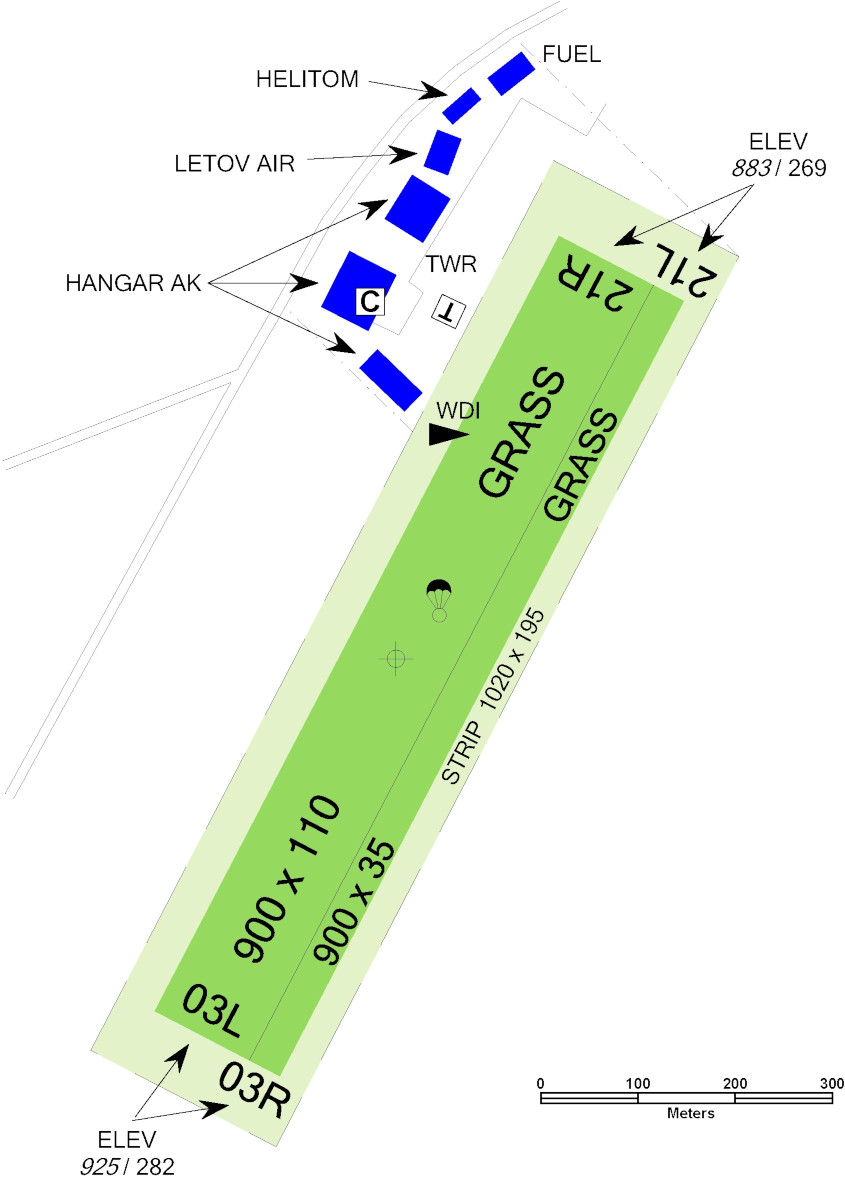 FUEL
HELITOM
LETOV AIR
ELEV
883 / 269
HANGAR AK
TWR
C
T
21R
21L
WDI
GRASS
GRASS
STRIP 1020 x 195
900 x 110
900 x 35
03L
03R
ELEV
925 / 282
0 100 200 300
Meters